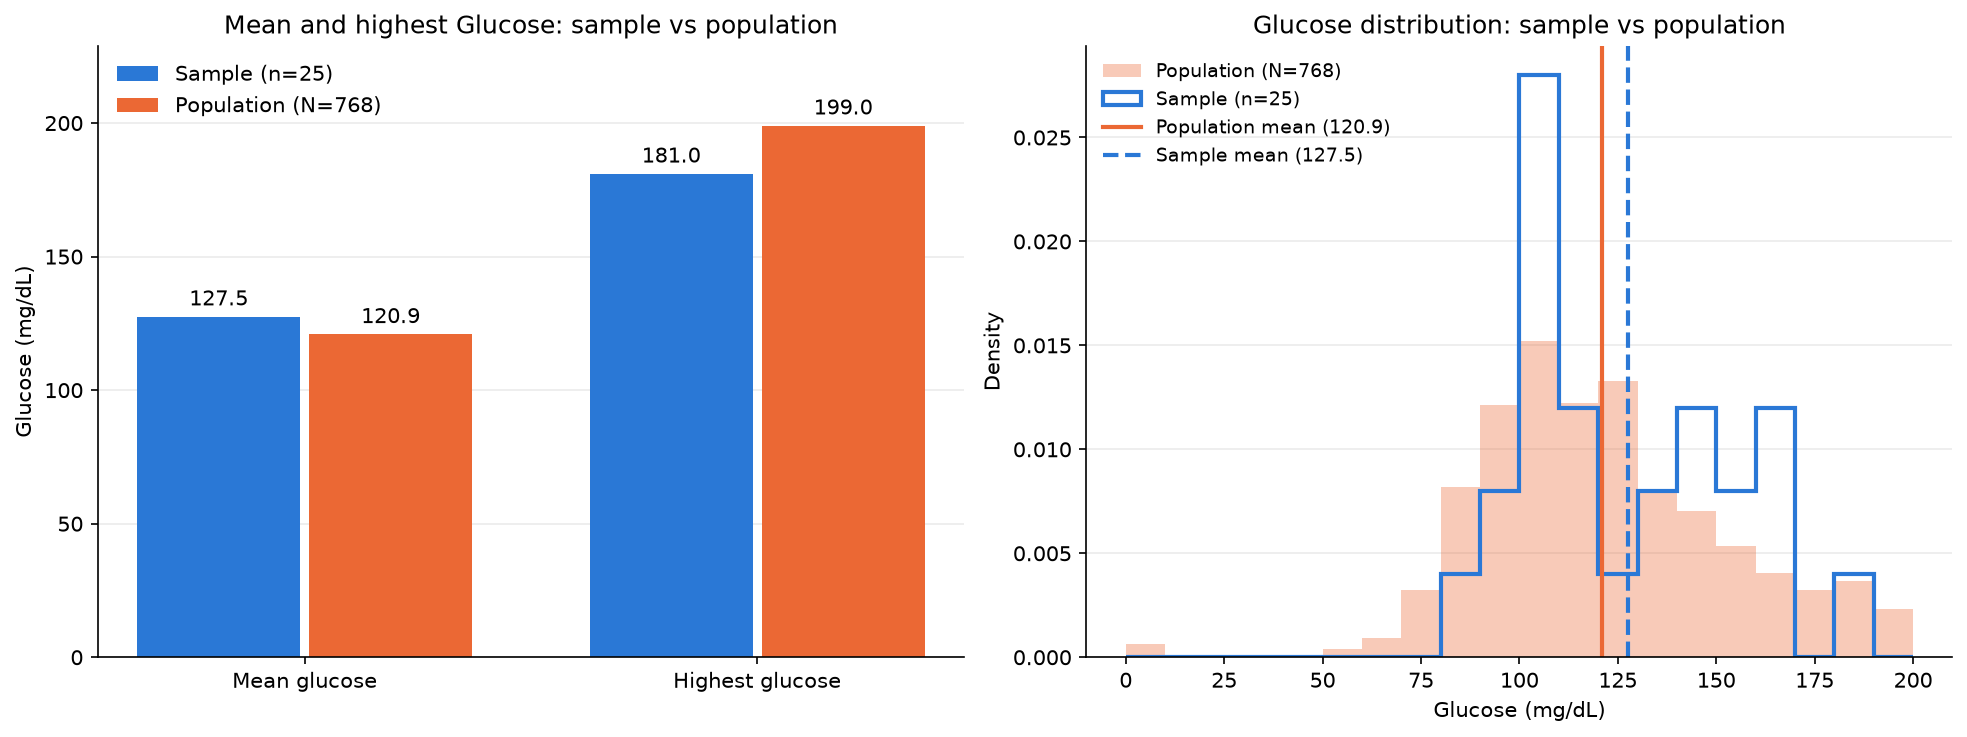 Mean and highest Glucose: sample vs population
Sample (n=25)
Population (N=768)
Glucose (mg/dL)
200
150
100
50
0
127.5
120.9
181.0
199.0
Mean glucose
Highest glucose
Glucose distribution: sample vs population
Population (N=768)
Sample (n=25)
Population mean (120.9)
Sample mean (127.5)
Density
0.025
0.020
0.015
0.010
0.005
0.000
0 25 50 75 100 125 150 175 200
Glucose (mg/dL)